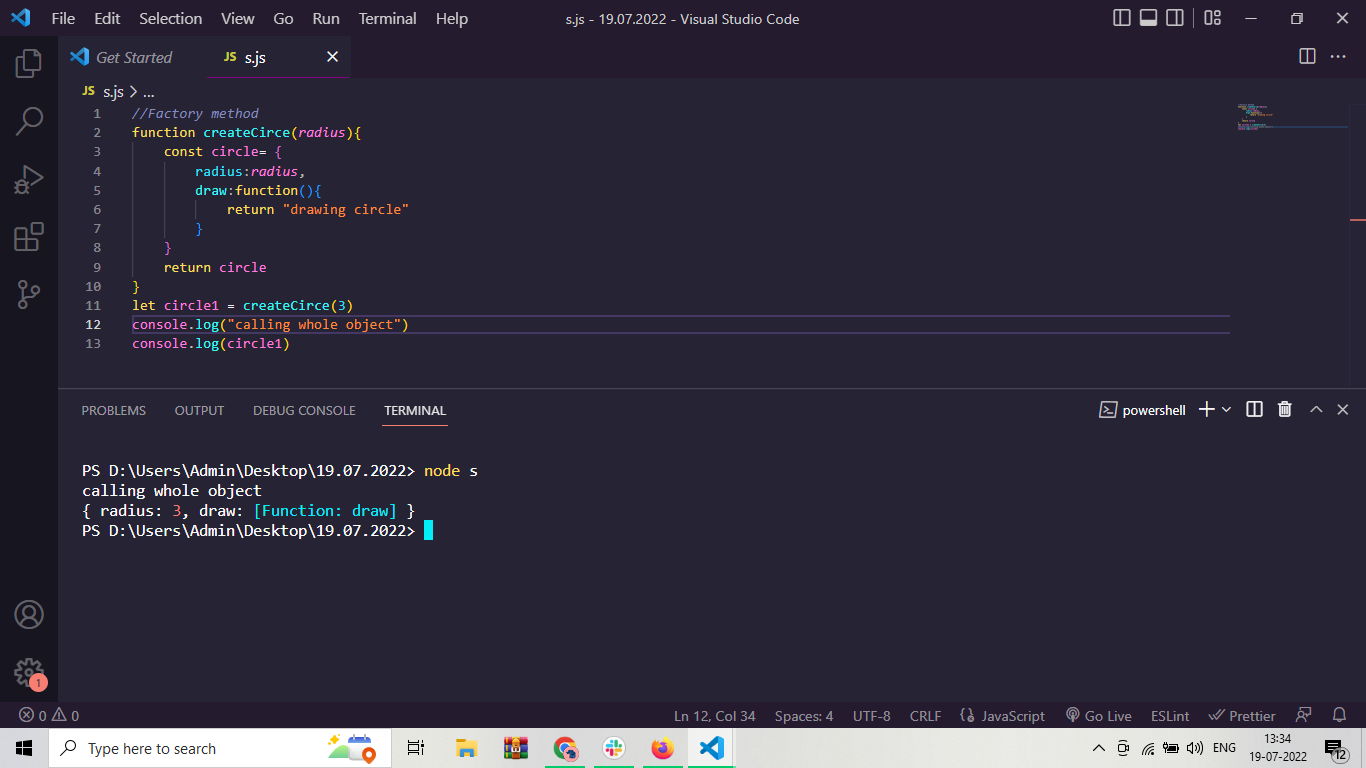 File Edit Selection View Go Run Terminal Help s.js - 19.07.2022 - Visual Studio Code
Get Started JS s.js
JS s.js > ...
1 //Factory method
2 function createCirce(radius){
3 const circle= {
4 radius:radius,
5 draw:function(){
6 return "drawing circle"
7 }
8 }
9 return circle
10 }
11 let circle1 = createCirce(3)
12 console.log("calling whole object")
13 console.log(circle1)
PROBLEMS OUTPUT DEBUG CONSOLE TERMINAL powershell
PS D:\Users\Admin\Desktop\19.07.2022> node s
calling whole object
{ radius: 3, draw: [Function: draw] }
PS D:\Users\Admin\Desktop\19.07.2022>
1
0 0 Ln 12, Col 34 Spaces: 4 UTF-8 CRLF JavaScript Go Live ESLint Prettier
Type here to search ENG 13:34
19-07-2022 12